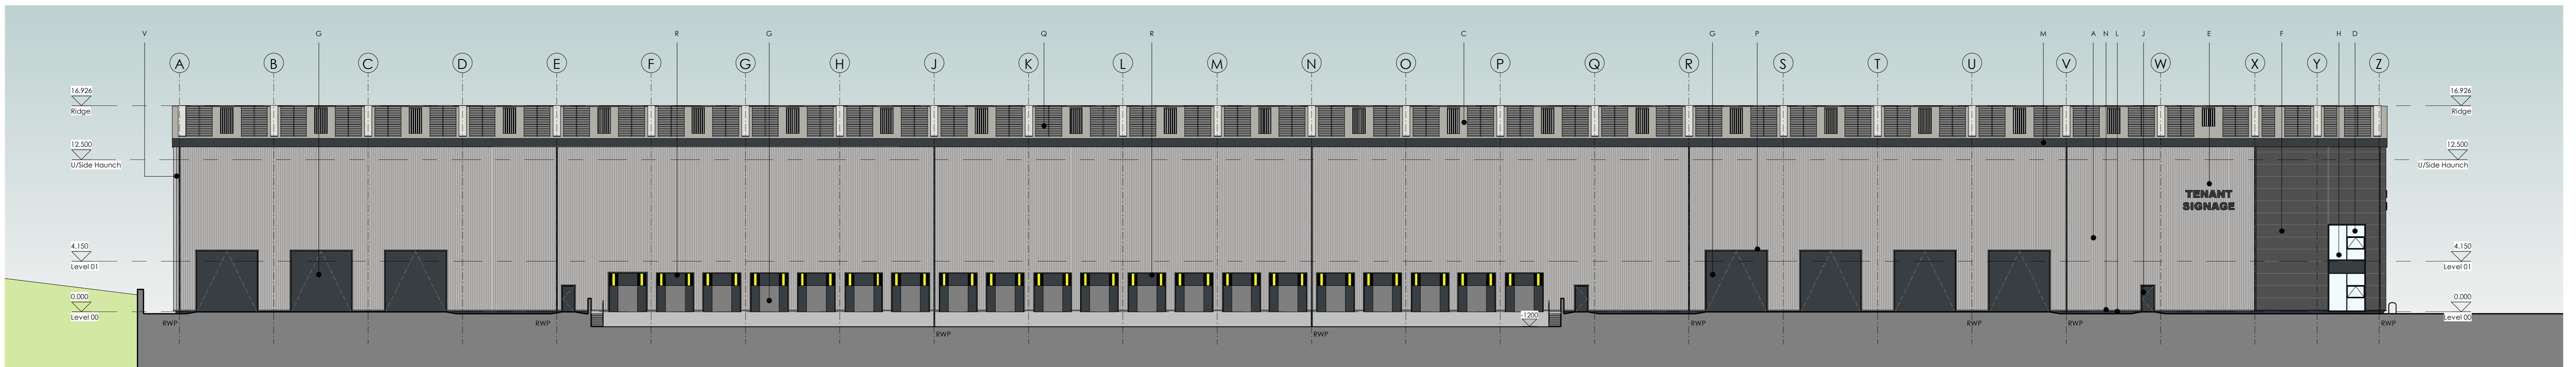 V G R G Q R C G P M A N L J E F H D
A B C D E F G H J K L M N O P Q R S T U V W X Y Z
16.926
Ridge
16.926
Ridge
12.500
U/Side Haunch
12.500
U/Side Haunch
TENANT
SIGNAGE
4.150
Level 01
4.150
Level 01
0.000
Level 00
0.000
Level 00
-1200
RWP RWP RWP RWP RWP RWP RWP RWP